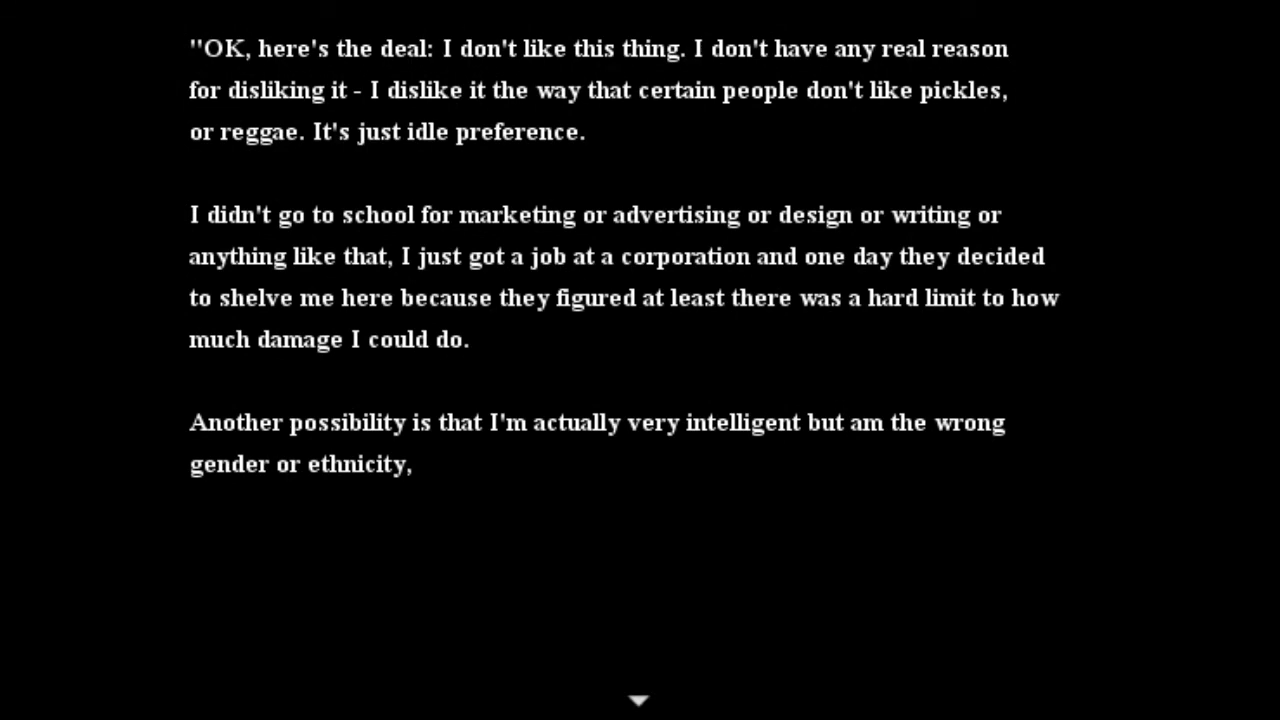 "OK, here's the deal: I don't like this thing. I don't have any real reason
for disliking it - I dislike it the way that certain people don't like pickles,
or reggae. It's just idle preference.
I didn't go to school for marketing or advertising or design or writing or
anything like that, I just got a job at a corporation and one day they decided
to shelve me here because they figured at least there was a hard limit to how
much damage I could do.
Another possibility is that I'm actually very intelligent but am the wrong
gender or ethnicity,